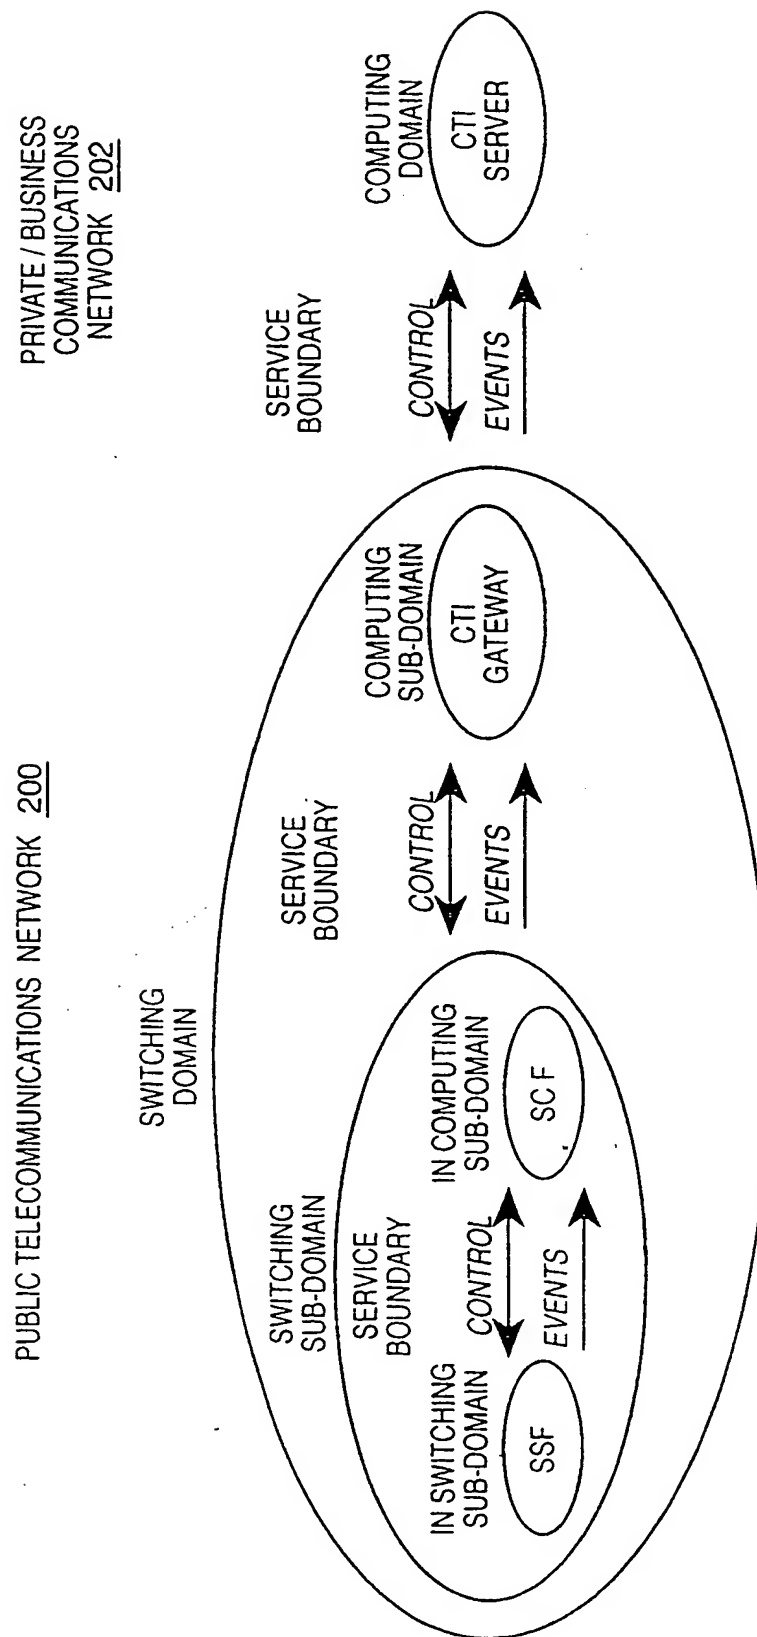 PUBLIC TELECOMMUNICATIONS NETWORK 200
PRIVATE / BUSINESS
COMMUNICATIONS
NETWORK 202
SWITCHING
DOMAIN
SWITCHING
SUB-DOMAIN
SERVICE
BOUNDARY
IN SWITCHING
SUB-DOMAIN
SSF
CONTROL
EVENTS
IN COMPUTING
SUB-DOMAIN
SCF
SERVICE
BOUNDARY
CONTROL
EVENTS
COMPUTING
SUB-DOMAIN
CTI
GATEWAY
SERVICE
BOUNDARY
CONTROL
EVENTS
COMPUTING
DOMAIN
CTI
SERVER